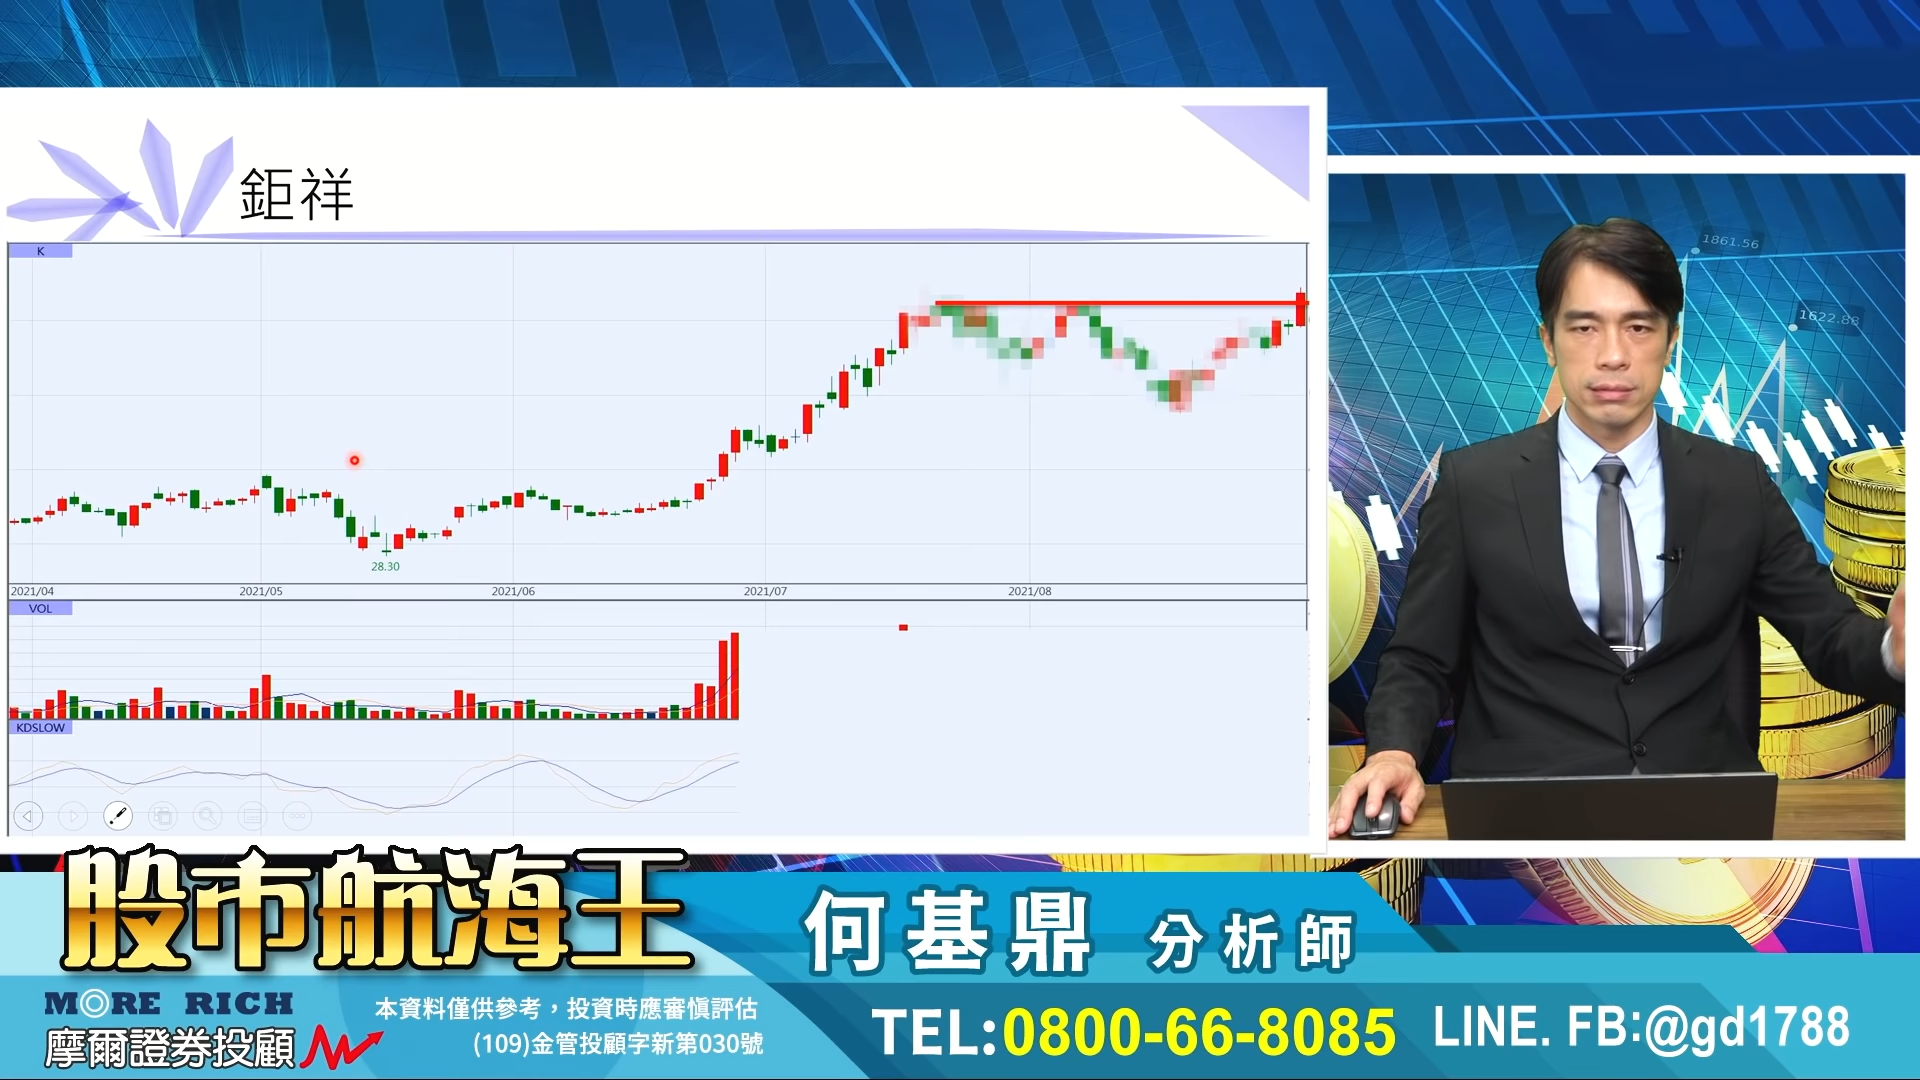 鉅祥
K
28.30
2021/04 2021/05 2021/06 2021/07 2021/08
VOL
KDSLOW
1861.56
1622.88
股市航海王
何基鼎 分析師
MORE RICH
摩爾證券投顧
本資料僅供參考，投資時應審慎評估
(109)金管投顧字新第030號
TEL:0800-66-8085
LINE. FB:@gd1788